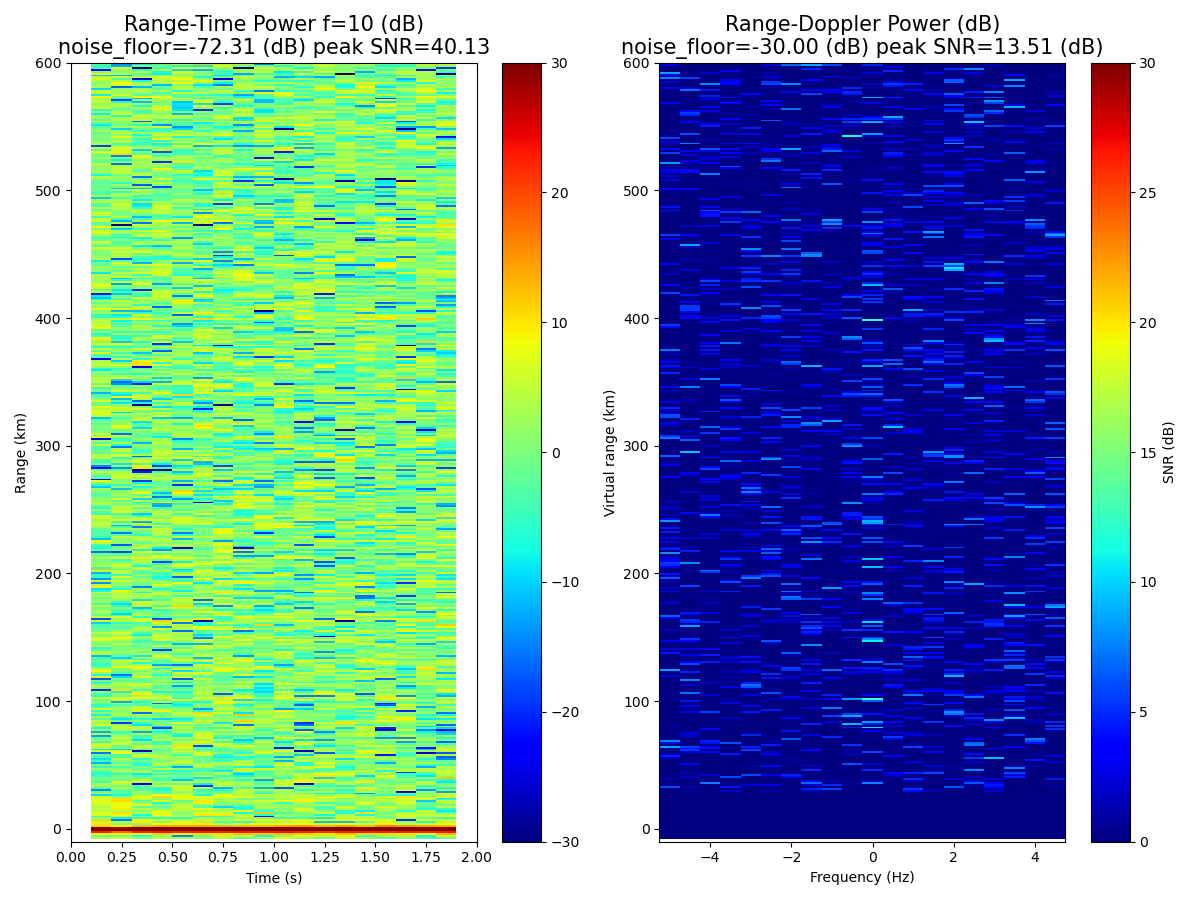 Range-Time Power f=10 (dB)
noise_floor=-72.31 (dB) peak SNR=40.13
Range (km)
600
500
400
300
200
100
0
0.00 0.25 0.50 0.75 1.00 1.25 1.50 1.75 2.00
Time (s)
30
20
10
0
−10
−20
−30
Range-Doppler Power (dB)
noise_floor=-30.00 (dB) peak SNR=13.51 (dB)
Virtual range (km)
600
500
400
300
200
100
0
−4 −2 0 2 4
Frequency (Hz)
30
25
20
15
10
5
0
SNR (dB)